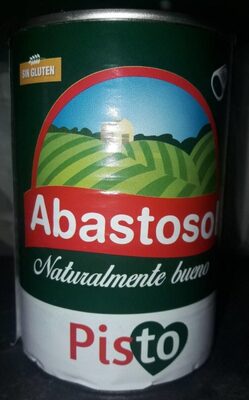 SIN GLUTEN
Abastosol
Naturalmente bueno
Pisto